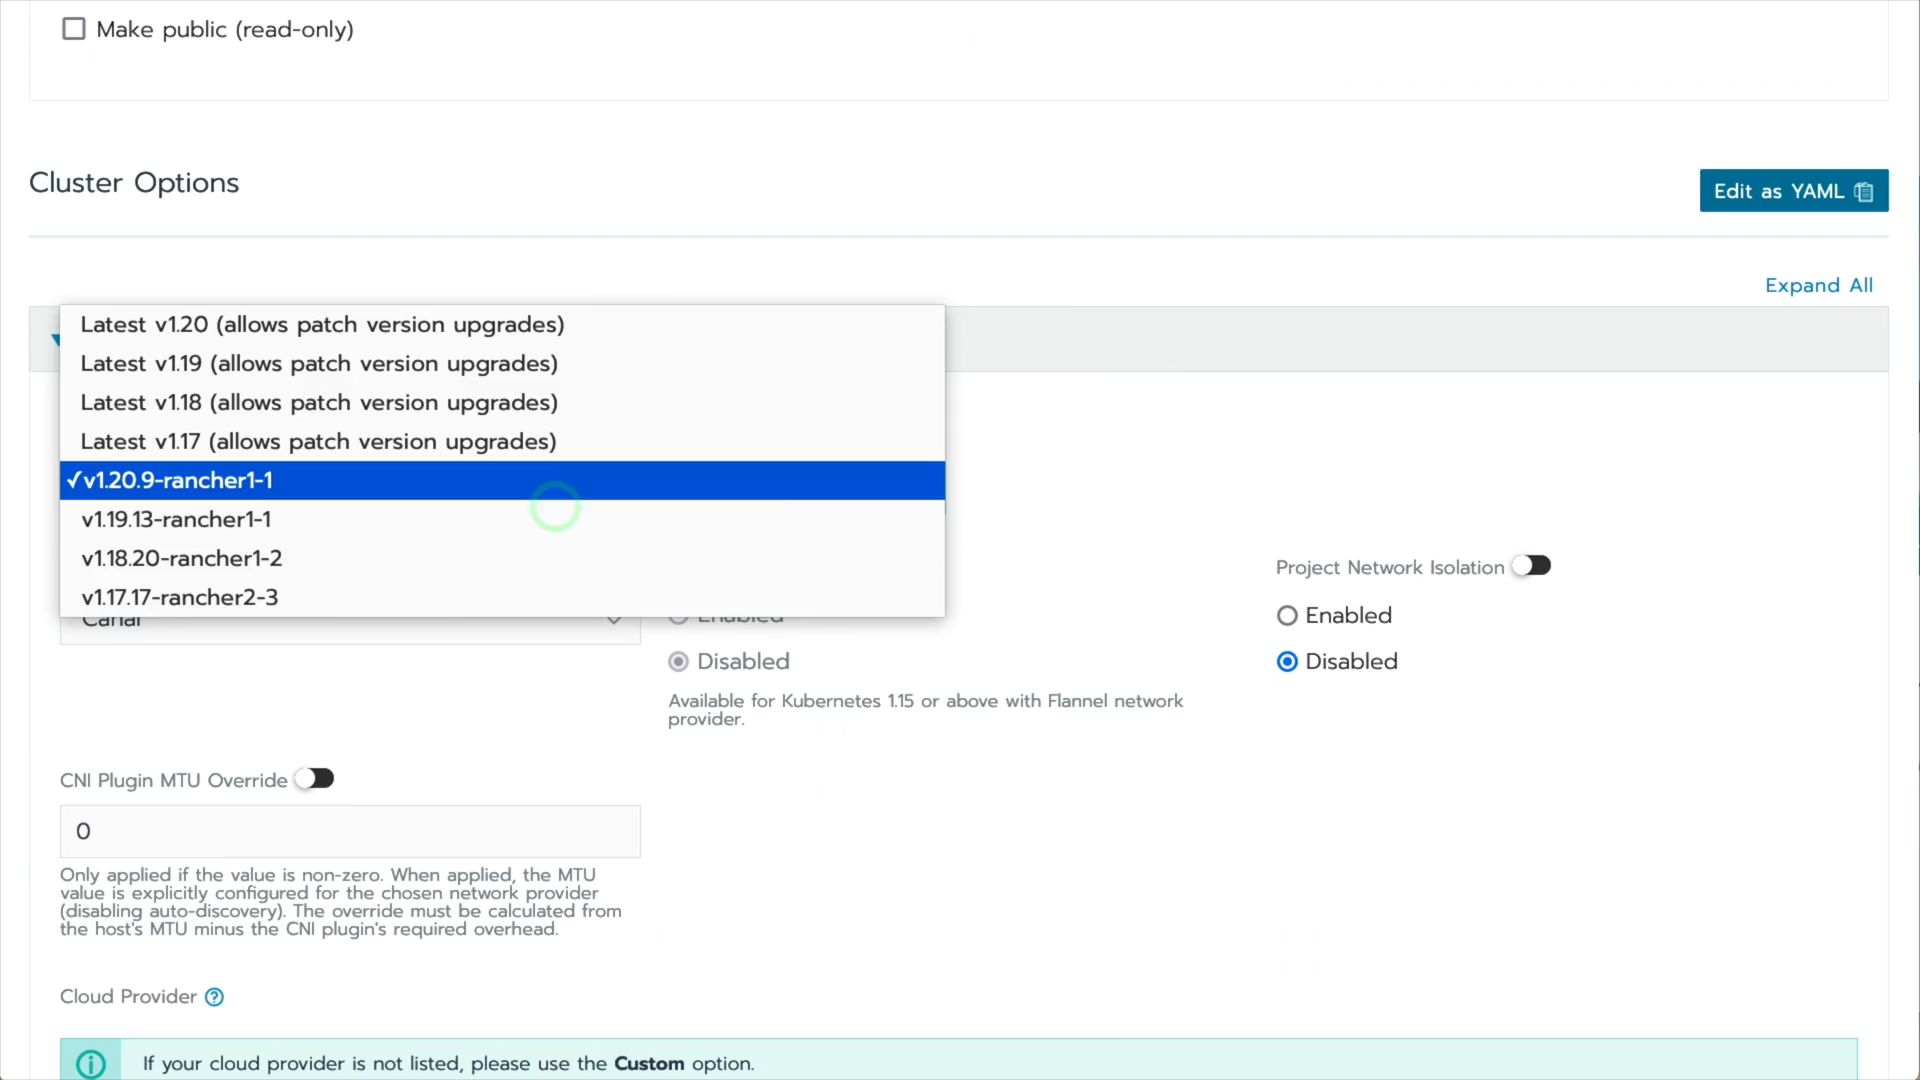 Make public (read-only)
Cluster Options
Edit as YAML
Expand All
Latest v1.20 (allows patch version upgrades)
Latest v1.19 (allows patch version upgrades)
Latest v1.18 (allows patch version upgrades)
Latest v1.17 (allows patch version upgrades)
✓v1.20.9-rancher1-1
v1.19.13-rancher1-1
v1.18.20-rancher1-2
v1.17.17-rancher2-3
Canal
Enabled
Disabled
Available for Kubernetes 1.15 or above with Flannel network
provider.
Project Network Isolation
Enabled
Disabled
CNI Plugin MTU Override
0
Only applied if the value is non-zero. When applied, the MTU
value is explicitly configured for the chosen network provider
(disabling auto-discovery). The override must be calculated from
the host's MTU minus the CNI plugin's required overhead.
Cloud Provider
If your cloud provider is not listed, please use the Custom option.